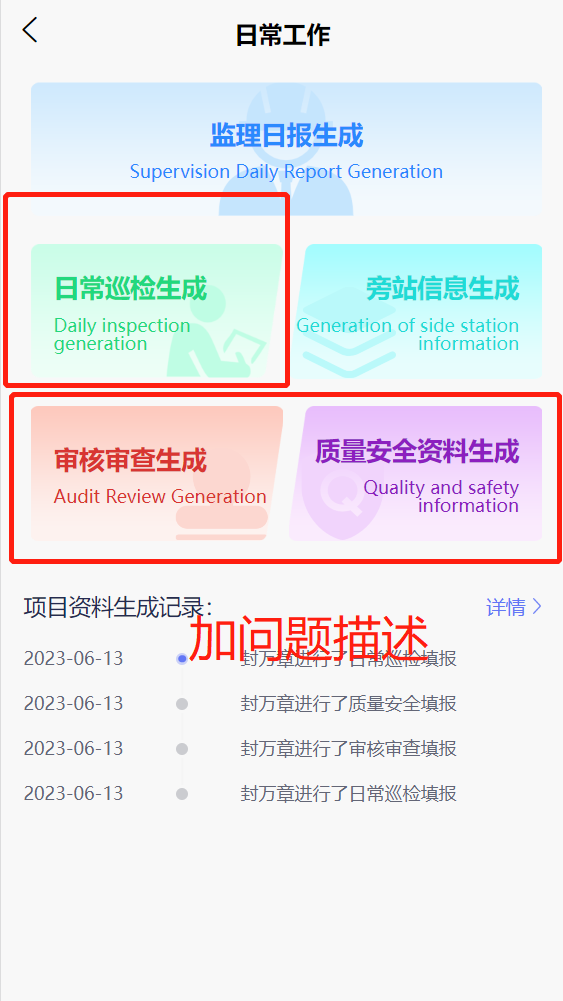 日常工作
监理日报生成
Supervision Daily Report Generation
日常巡检生成
Daily inspection
generation
旁站信息生成
Generation of side station
information
审核审查生成
Audit Review Generation
质量安全资料生成
Quality and safety
information
项目资料生成记录:
详情
加问题描述
2023-06-13 封万章进行了日常巡检填报
2023-06-13 封万章进行了质量安全填报
2023-06-13 封万章进行了审核审查填报
2023-06-13 封万章进行了日常巡检填报